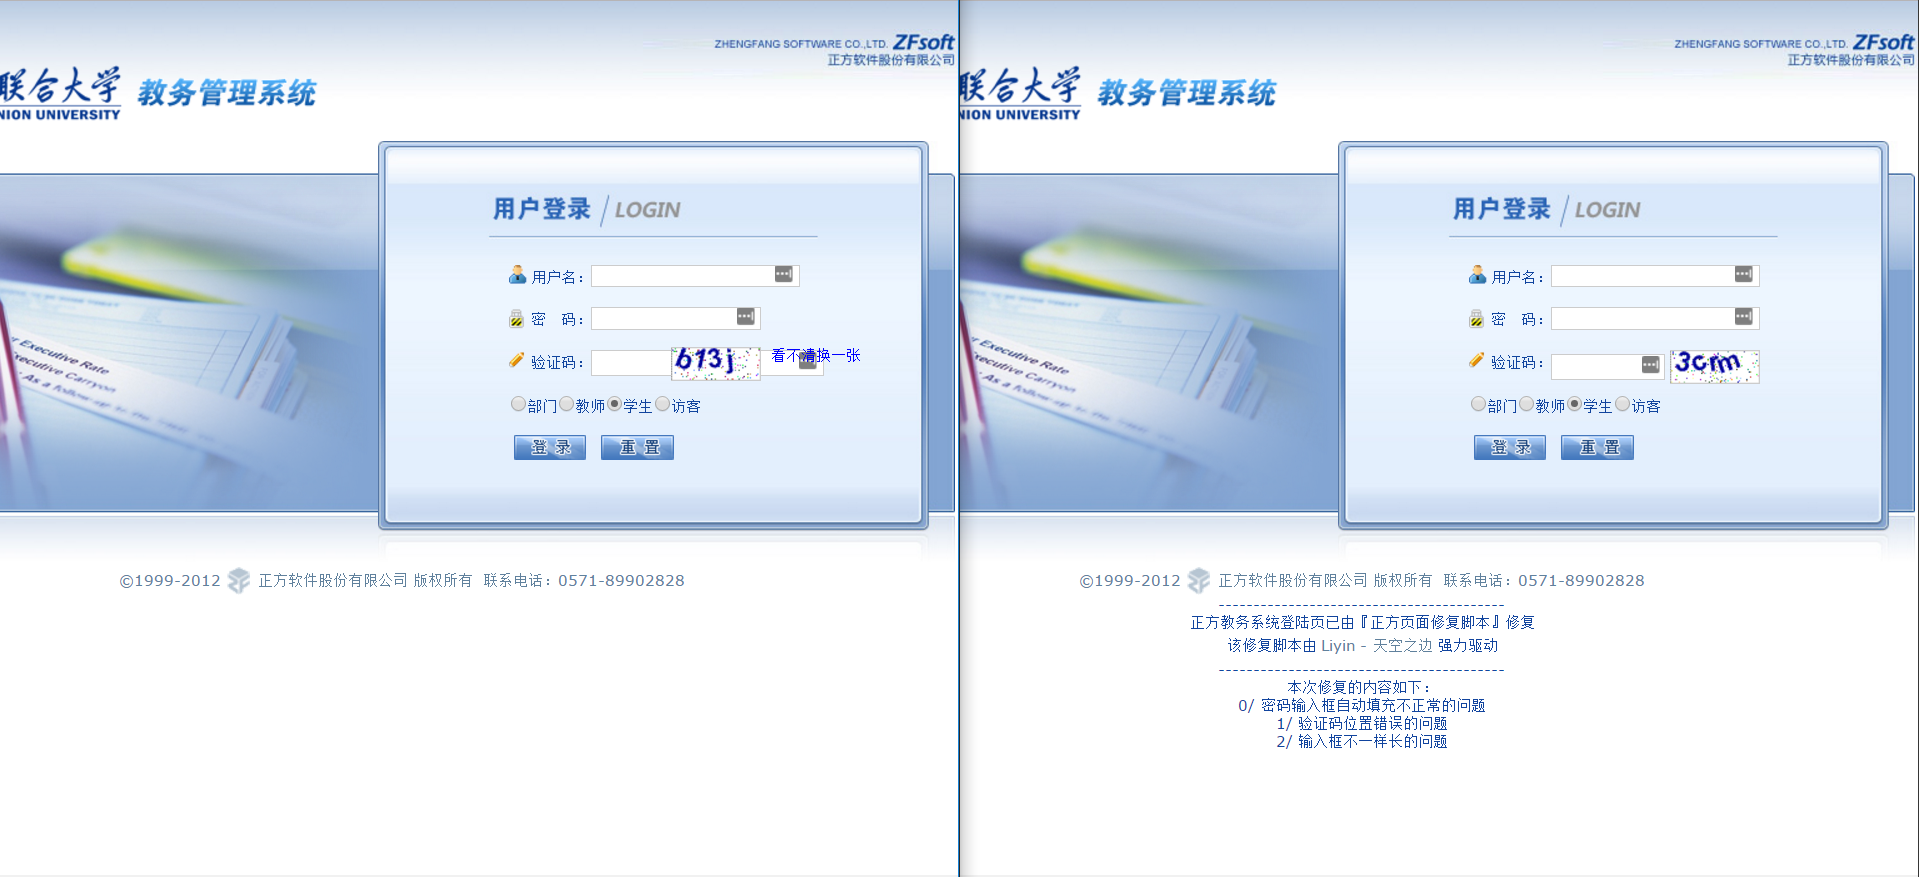 ZHENGFANG SOFTWARE CO.,LTD. ZFsoft
正方软件股份有限公司
联合大学 教务管理系统
NION UNIVERSITY
用户登录 / LOGIN
用户名：
密 码：
验证码： 613j 看不清换一张
部门 教师 学生 访客
登 录 重 置
Executive Rate
Executive Carryon
As a follow-up to the
©1999-2012 正方软件股份有限公司 版权所有 联系电话：0571-89902828
ZHENGFANG SOFTWARE CO.,LTD. ZFsoft
正方软件股份有限公司
联合大学 教务管理系统
NION UNIVERSITY
用户登录 / LOGIN
用户名：
密 码：
验证码： 3crm
部门 教师 学生 访客
登 录 重 置
Executive Rate
Executive Carryon
As a follow-up to the
©1999-2012 正方软件股份有限公司 版权所有 联系电话：0571-89902828
-----------------------------------------
正方教务系统登陆页已由『正方页面修复脚本』修复
该修复脚本由 Liyin - 天空之边 强力驱动
-----------------------------------------
本次修复的内容如下：
0/ 密码输入框自动填充不正常的问题
1/ 验证码位置错误的问题
2/ 输入框不一样长的问题